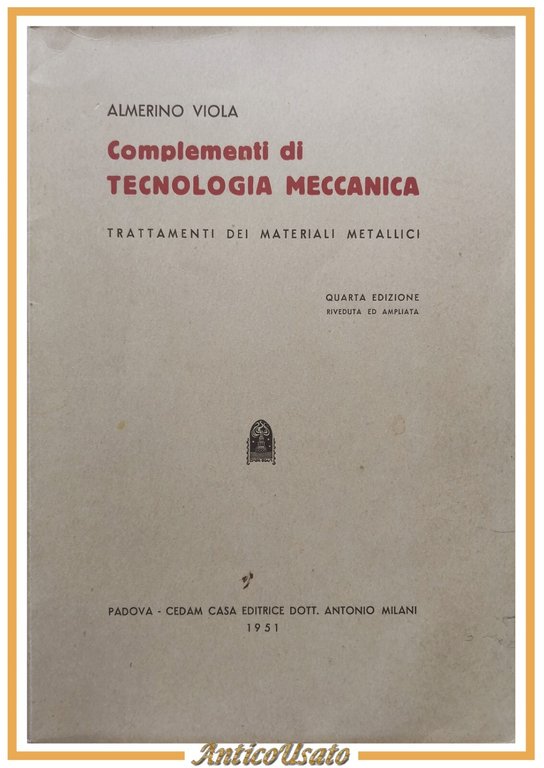 ALMERINO VIOLA
Complementi di
TECNOLOGIA MECCANICA
TRATTAMENTI DEI MATERIALI METALLICI
QUARTA EDIZIONE
RIVEDUTA ED AMPLIATA
PADOVA - CEDAM CASA EDITRICE DOTT. ANTONIO MILANI
1951
AnticoUsato